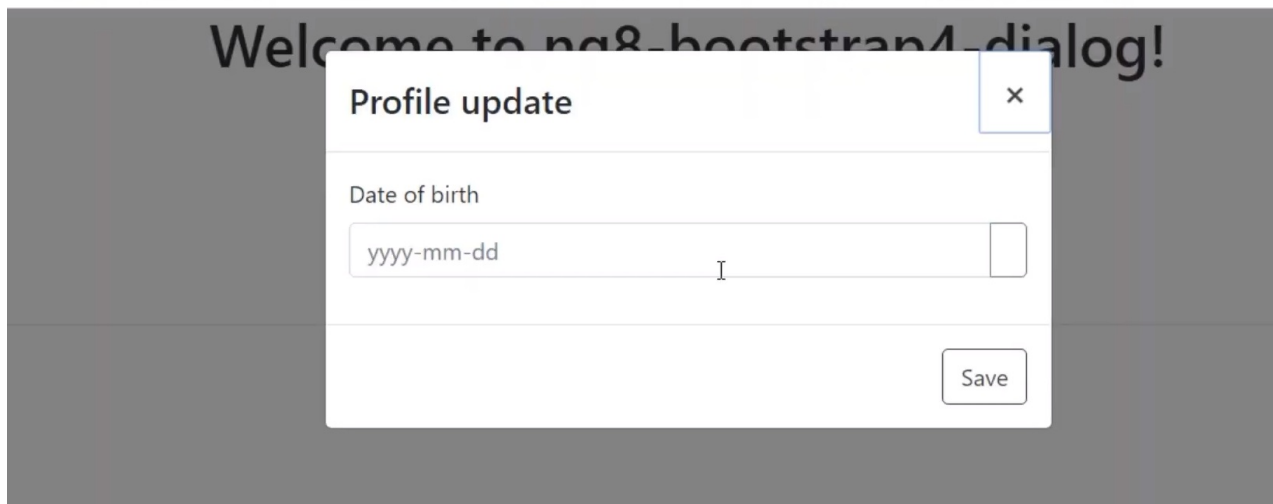 Welcome to ng8-bootstrap4-dialog!
Profile update
×
Date of birth
yyyy-mm-dd
Save